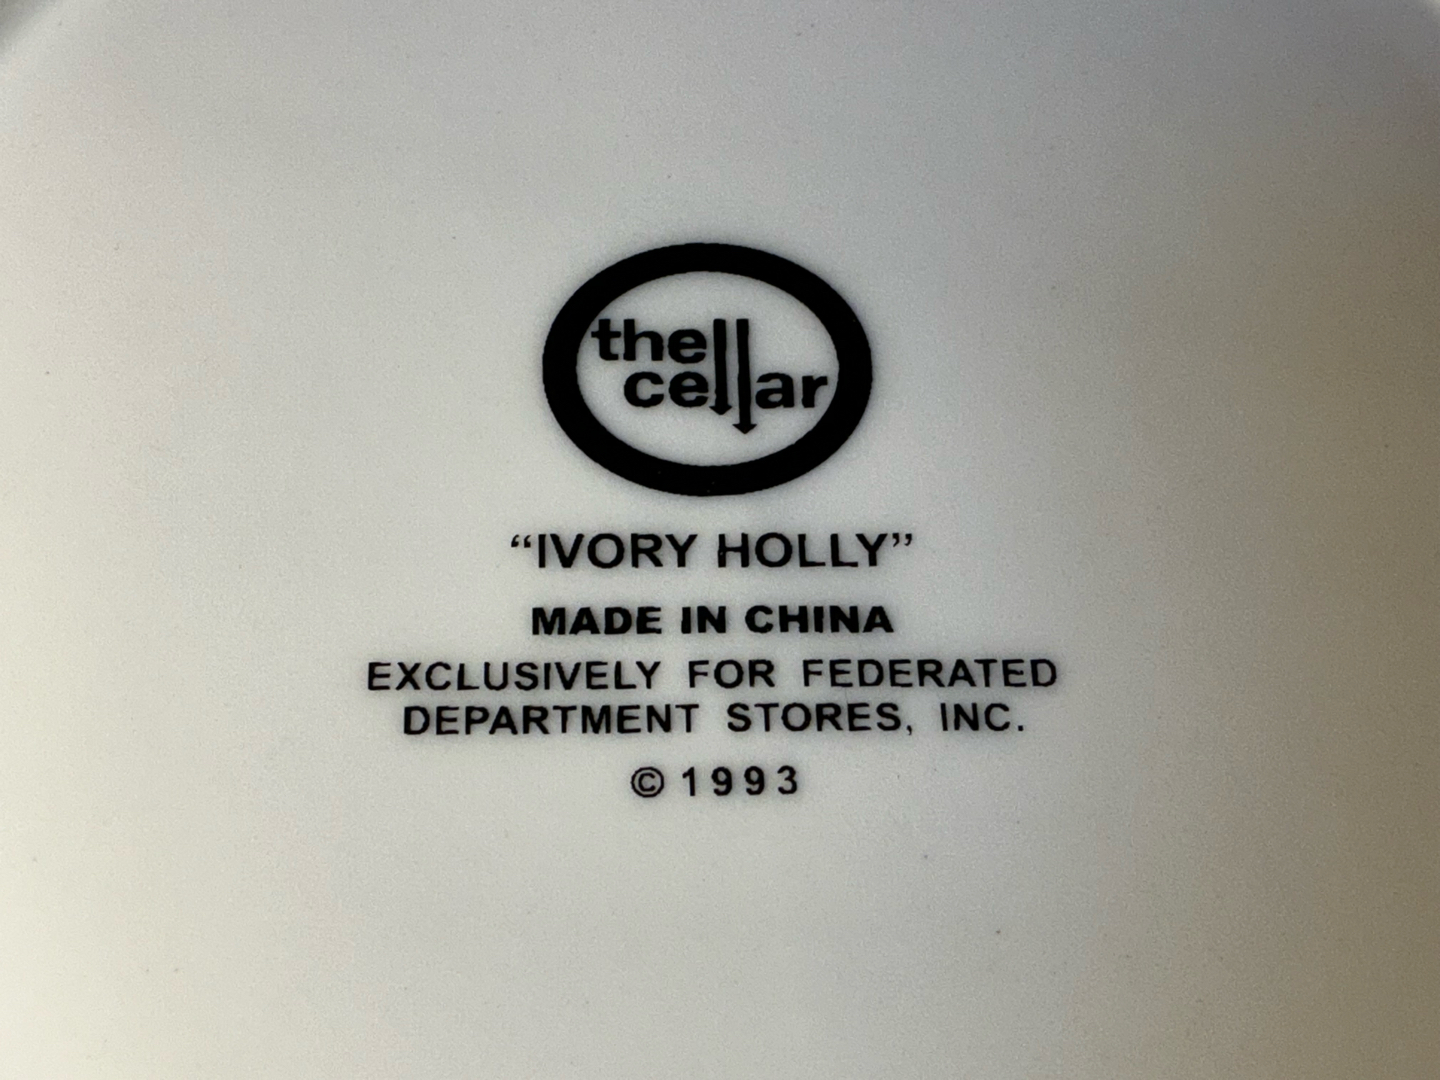 the
cellar
“IVORY HOLLY”
MADE IN CHINA
EXCLUSIVELY FOR FEDERATED
DEPARTMENT STORES, INC.
© 1993